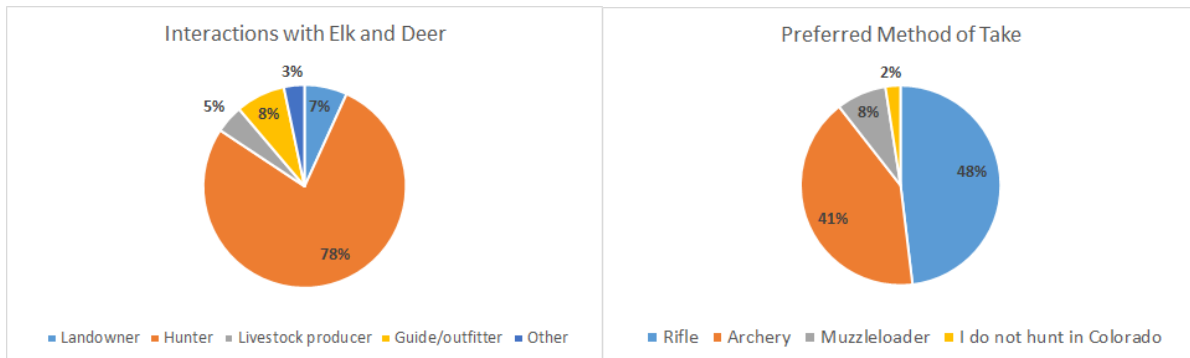 Interactions with Elk and Deer
3%
7%
5%
8%
78%
Landowner Hunter Livestock producer Guide/outfitter Other
Preferred Method of Take
2%
8%
48%
41%
Rifle Archery Muzzleloader I do not hunt in Colorado